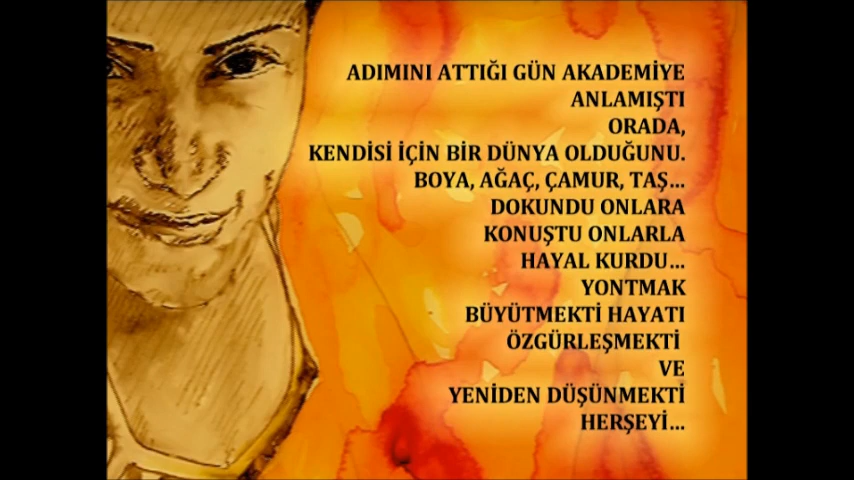 ADIMINI ATTIĞI GÜN AKADEMİYE
ANLAMIŞTI
ORADA,
KENDİSİ İÇİN BİR DÜNYA OLDUĞUNU.
BOYA, AĞAÇ, ÇAMUR, TAŞ…
DOKUNDU ONLARA
KONUŞTU ONLARLA
HAYAL KURDU…
YONTMAK
BÜYÜTMEKTİ HAYATI
ÖZGÜRLEŞMEKTİ
VE
YENİDEN DÜŞÜNMEKTİ
HERŞEYİ…